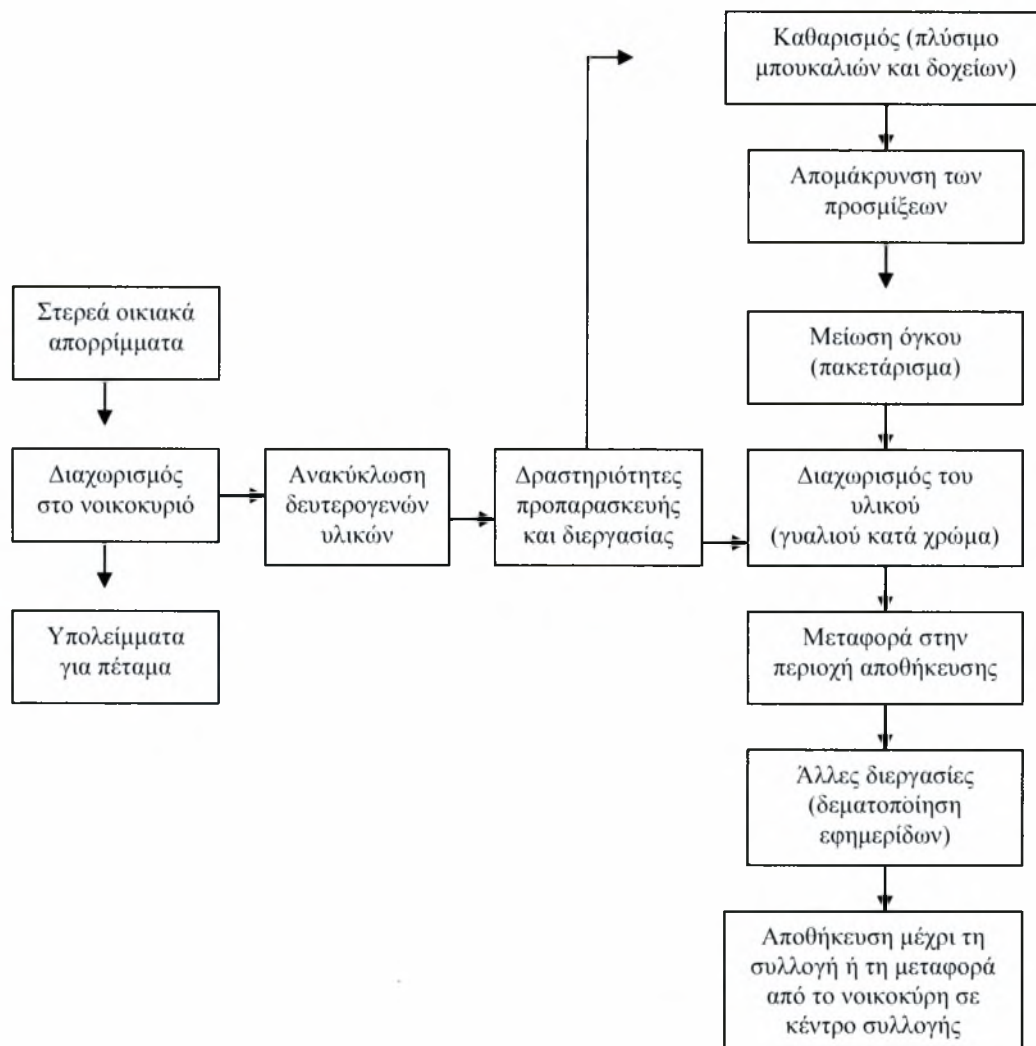 Στερεά οικιακά
απορρίμματα
Διαχωρισμός
στο νοικοκυριό
Υπολείμματα
για πέταμα
Ανακύκλωση
δευτερογενών
υλικών
Δραστηριότητες
προπαρασκευής
και διεργασίας
Καθαρισμός (πλύσιμο
μπουκαλιών και δοχείων)
Απομάκρυνση των
προσμίξεων
Μείωση όγκου
(πακετάρισμα)
Διαχωρισμός του
υλικού
(γυαλιού κατά χρώμα)
Μεταφορά στην
περιοχή αποθήκευσης
Άλλες διεργασίες
(δεματοποίηση
εφημερίδων)
Αποθήκευση μέχρι τη
συλλογή ή τη μεταφορά
από το νοικοκύρη σε
κέντρο συλλογής